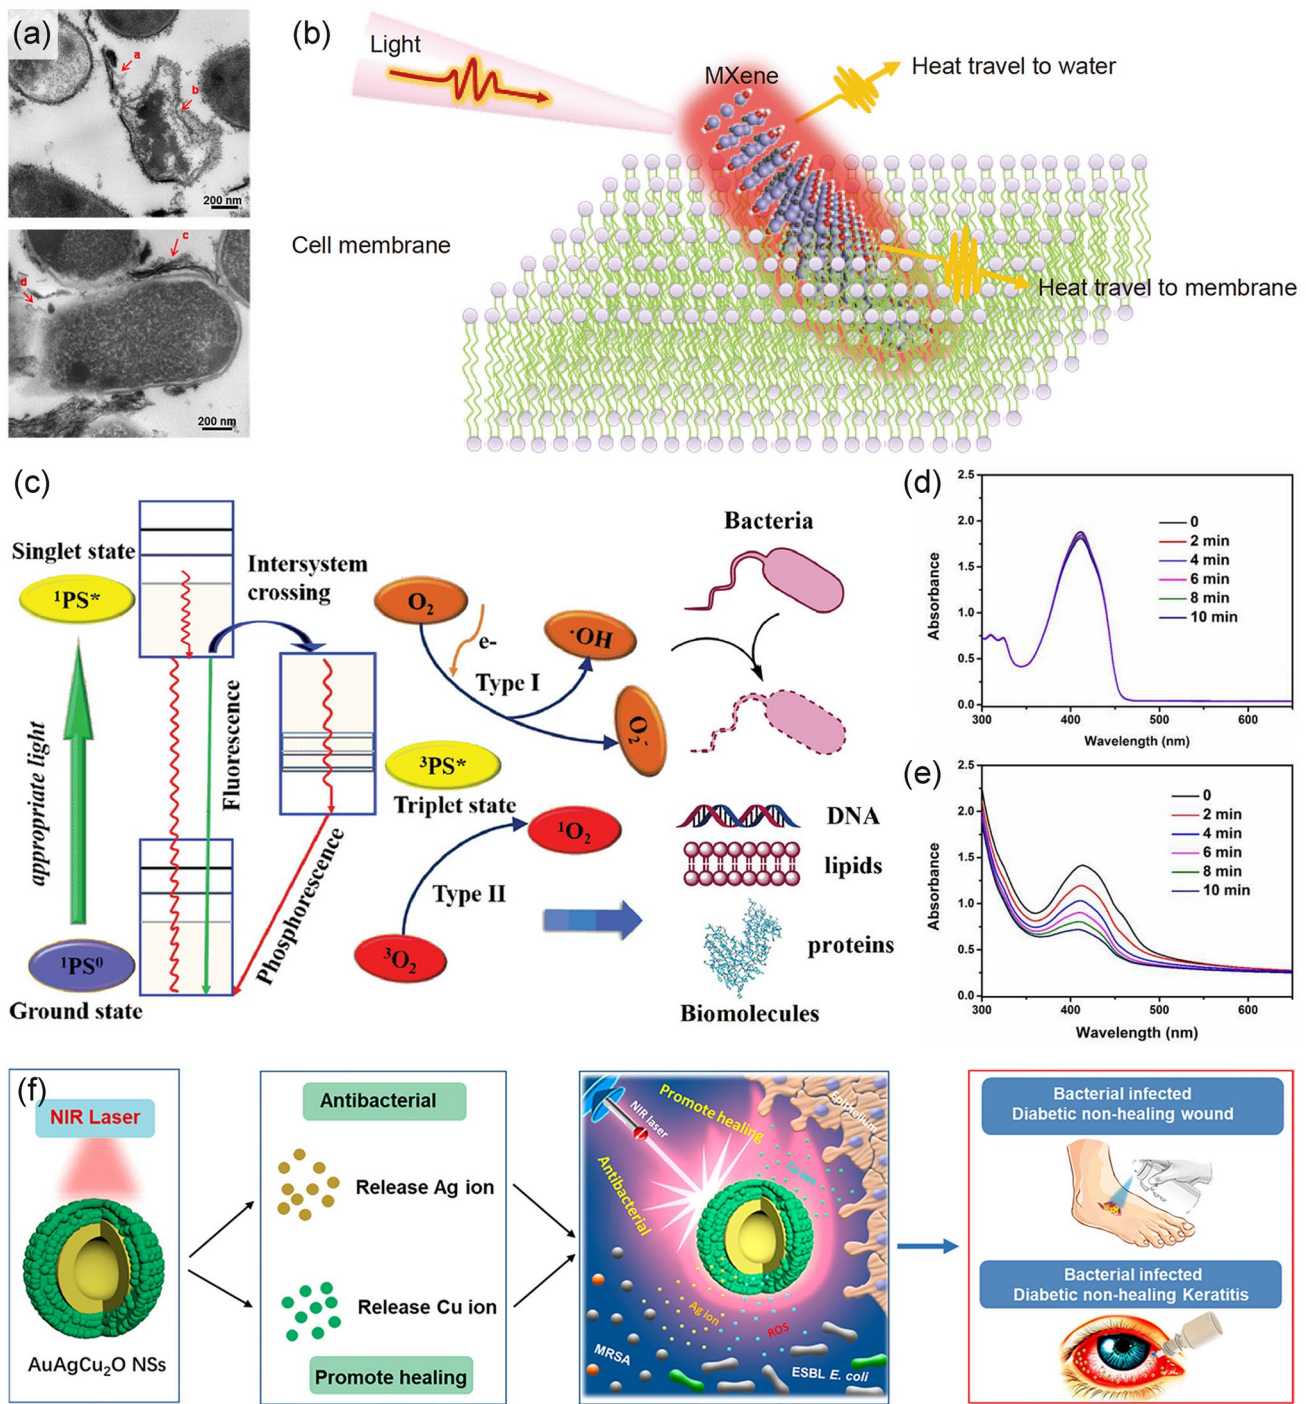 (a)
a
b
200 nm
c
d
200 nm
(b)
Light
MXene
Heat travel to water
Cell membrane
Heat travel to membrane
(c)
Singlet state
¹PS*
Intersystem
crossing
appropriate light
Fluorescence
¹PS⁰
Ground state
Phosphorescence
O₂
e-
·OH
Type I
O₂⁻
³PS*
Triplet state
¹O₂
Type II
³O₂
Bacteria
DNA
lipids
proteins
Biomolecules
(d)
Absorbance
2.5
2.0
1.5
1.0
0.5
0.0
300
400
500
600
Wavelength (nm)
0
2 min
4 min
6 min
8 min
10 min
(e)
Absorbance
2.5
2.0
1.5
1.0
0.5
0.0
300
400
500
600
Wavelength (nm)
0
2 min
4 min
6 min
8 min
10 min
(f)
NIR Laser
AuAgCu₂O NSs
Antibacterial
Release Ag ion
Release Cu ion
Promote healing
NIR laser
Promote healing
Epithelium
Cu ion
Antibacterial
Ag ion
ROS
MRSA
ESBL E. coli
Bacterial infected
Diabetic non-healing wound
Bacterial infected
Diabetic non-healing Keratitis